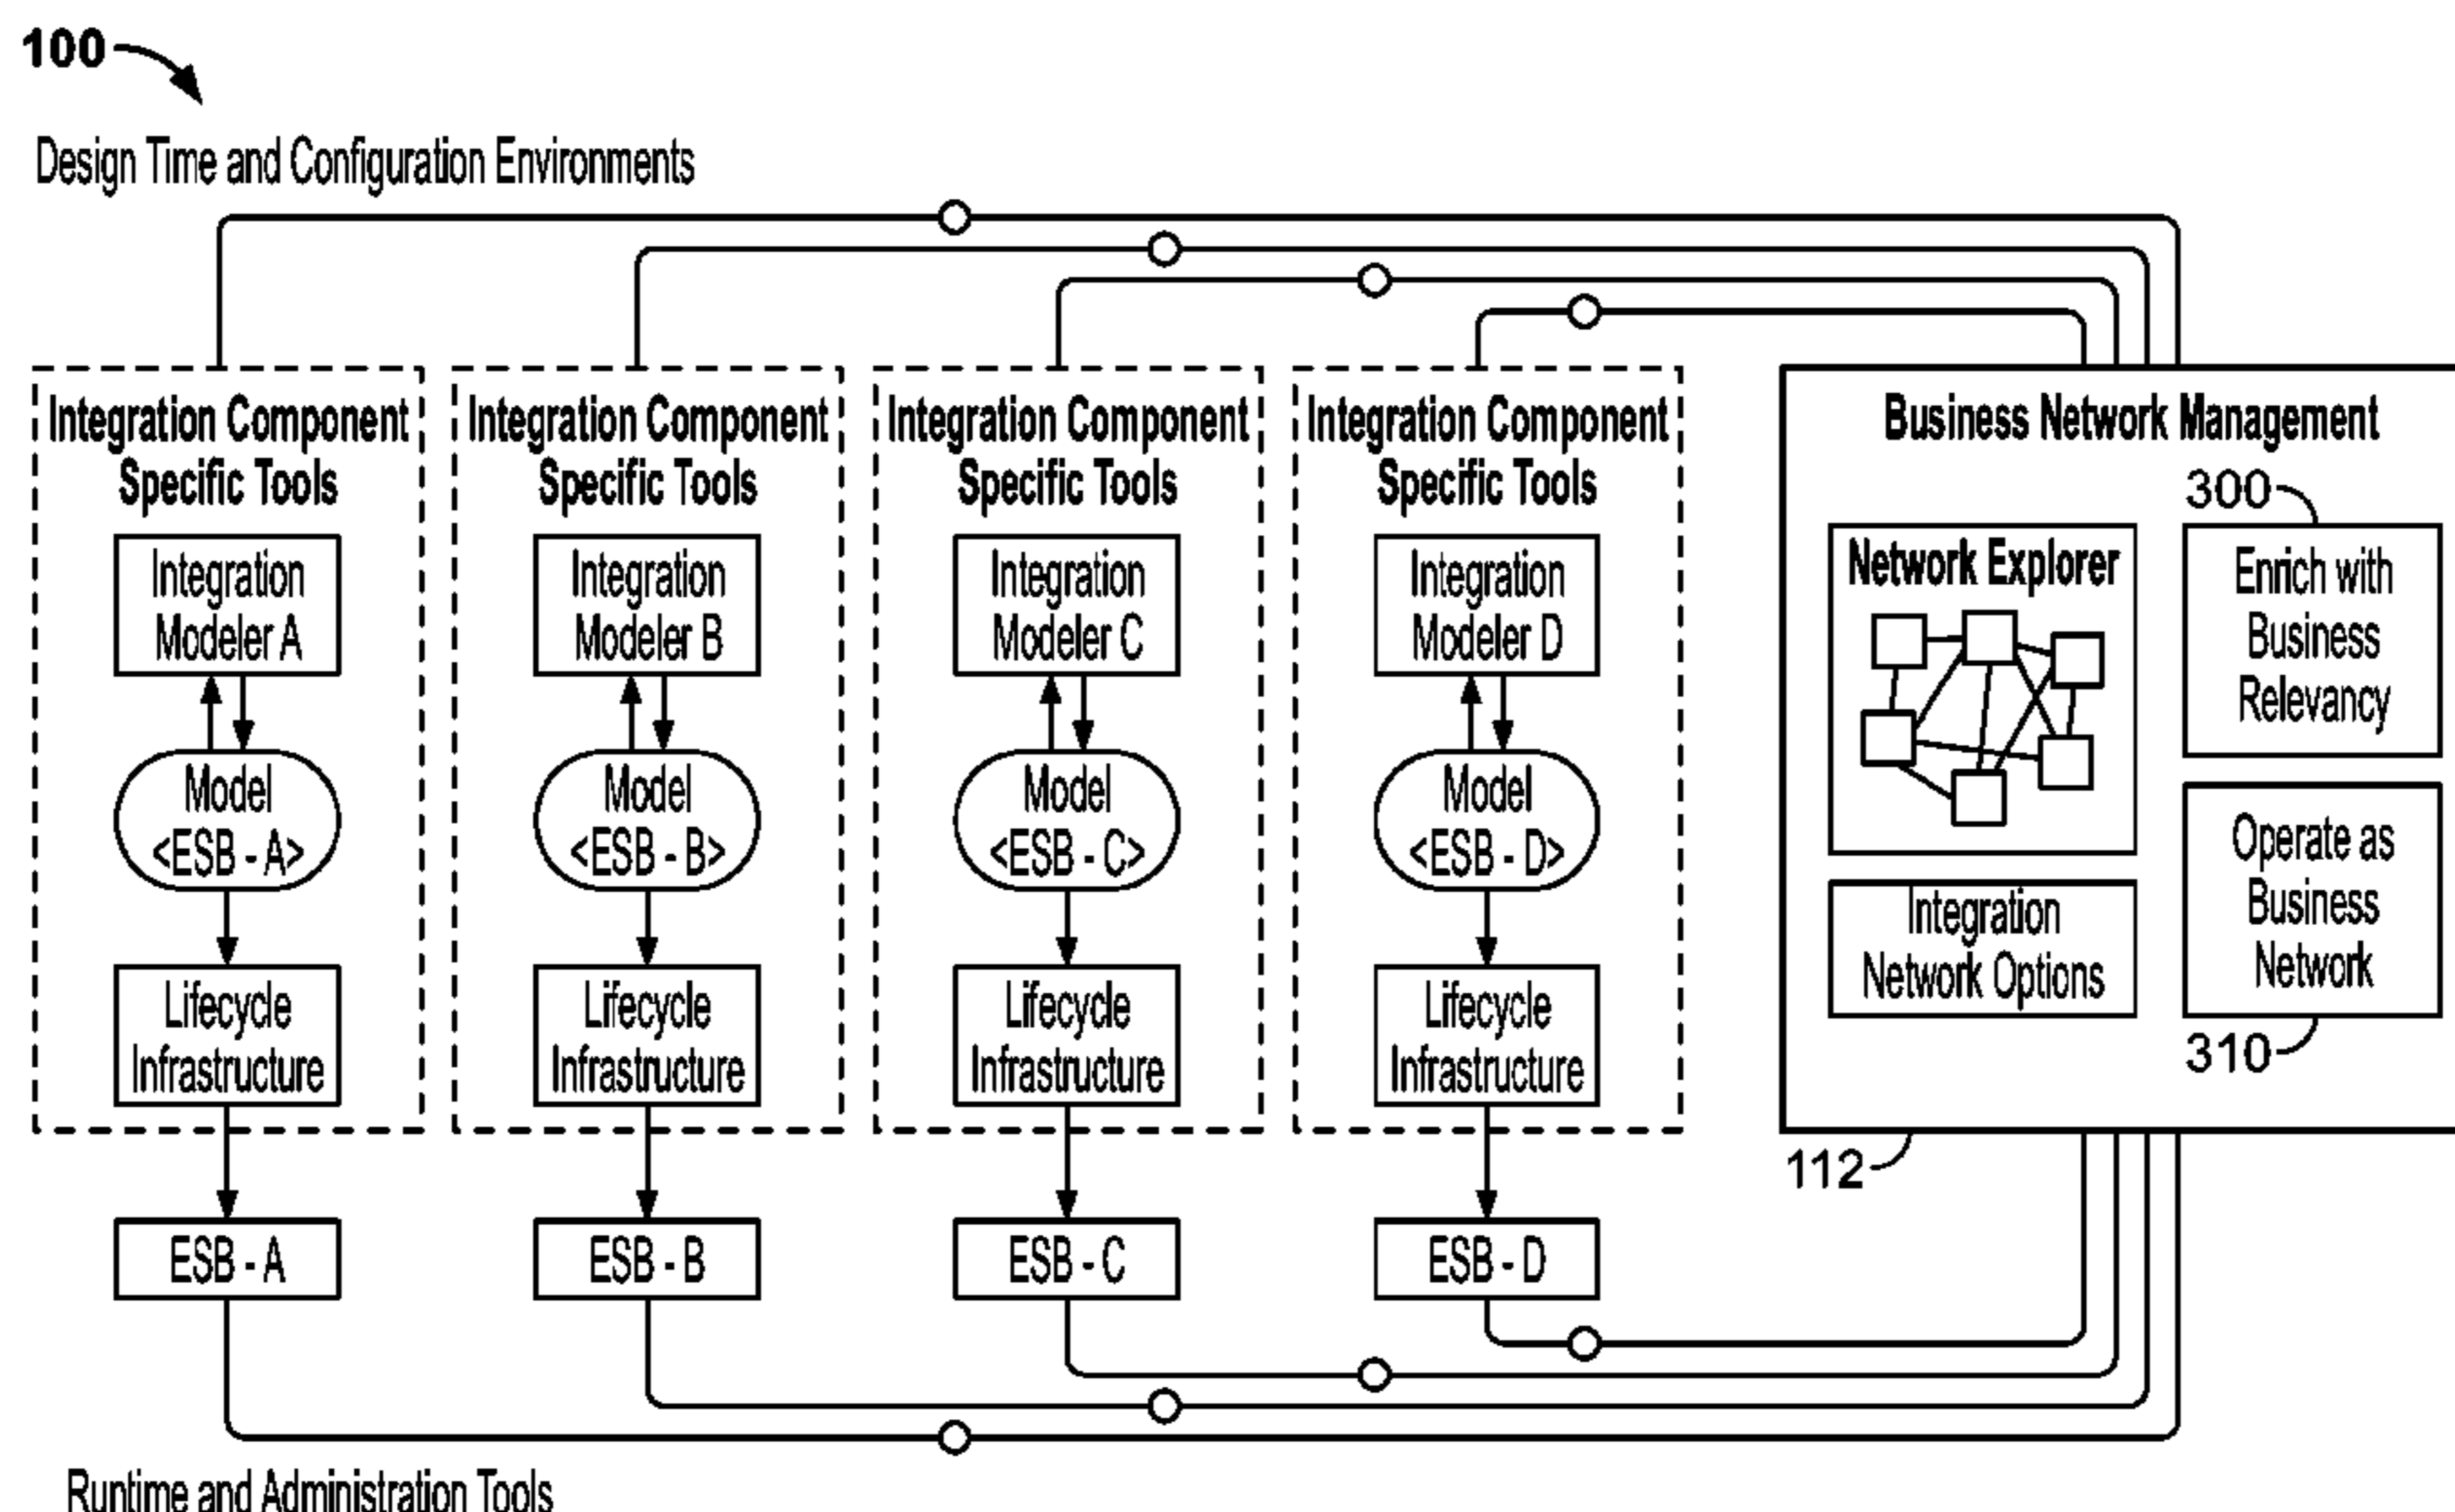 100
Design Time and Configuration Environments
Integration Component
Specific Tools
Integration
Modeler A
Model
<ESB - A>
Lifecycle
Infrastructure
ESB - A
Integration Component
Specific Tools
Integration
Modeler B
Model
<ESB - B>
Lifecycle
Infrastructure
ESB - B
Integration Component
Specific Tools
Integration
Modeler C
Model
<ESB - C>
Lifecycle
Infrastructure
ESB - C
Integration Component
Specific Tools
Integration
Modeler D
Model
<ESB - D>
Lifecycle
Infrastructure
ESB - D
Business Network Management
Network Explorer
Integration
Network Options
300
Enrich with
Business
Relevancy
Operate as
Business
Network
310
112
Runtime and Administration Tools